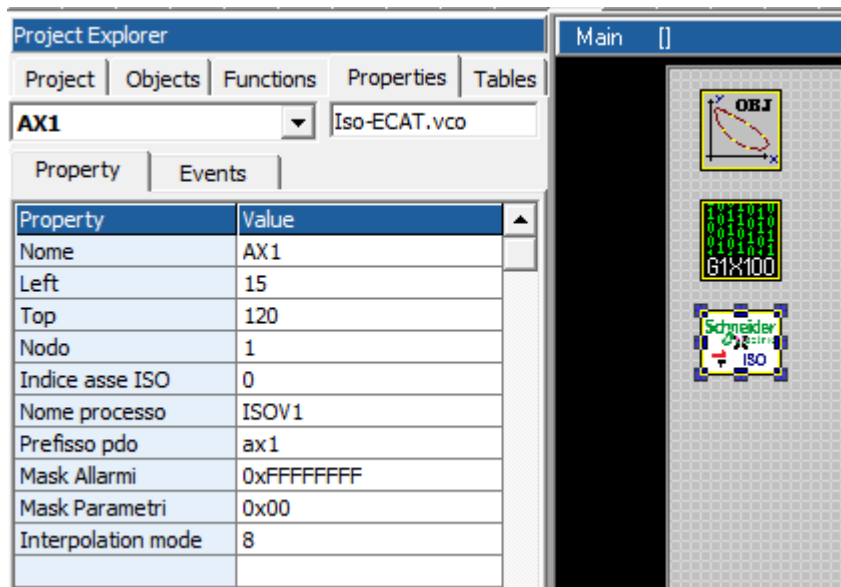 Project Explorer
Project Objects Functions Properties Tables
AX1 Iso-ECAT.vco
Property Events
Property Value
Nome AX1
Left 15
Top 120
Nodo 1
Indice asse ISO 0
Nome processo ISOV1
Prefisso pdo ax1
Mask Allarmi 0xFFFFFFFF
Mask Parametri 0x00
Interpolation mode 8
Main []
Y OBJ
X
G1X100
Schneider
ISO